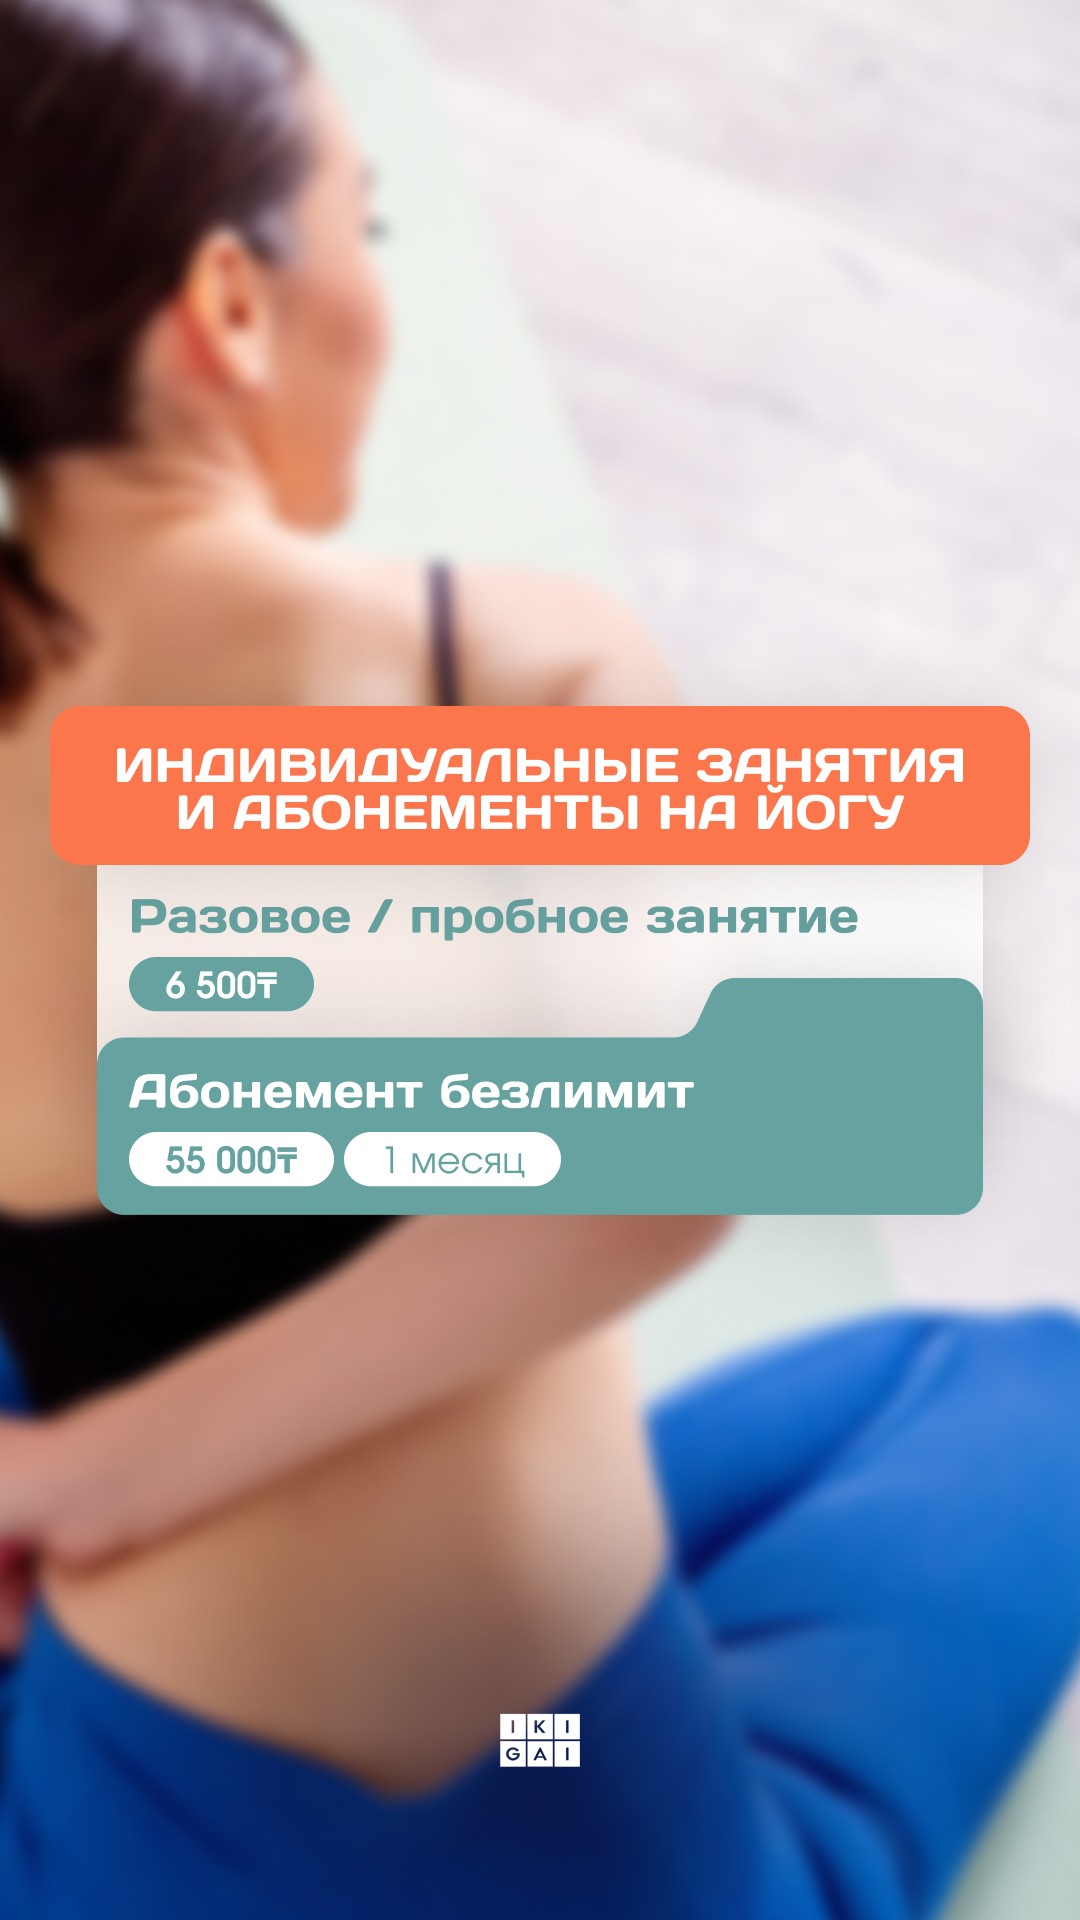 ИНДИВИДУАЛЬНЫЕ ЗАНЯТИЯ
И АБОНЕМЕНТЫ НА ЙОГУ
Разовое / пробное занятие
6 500₸
Абонемент безлимит
55 000₸ 1 месяц
IKI
GAI